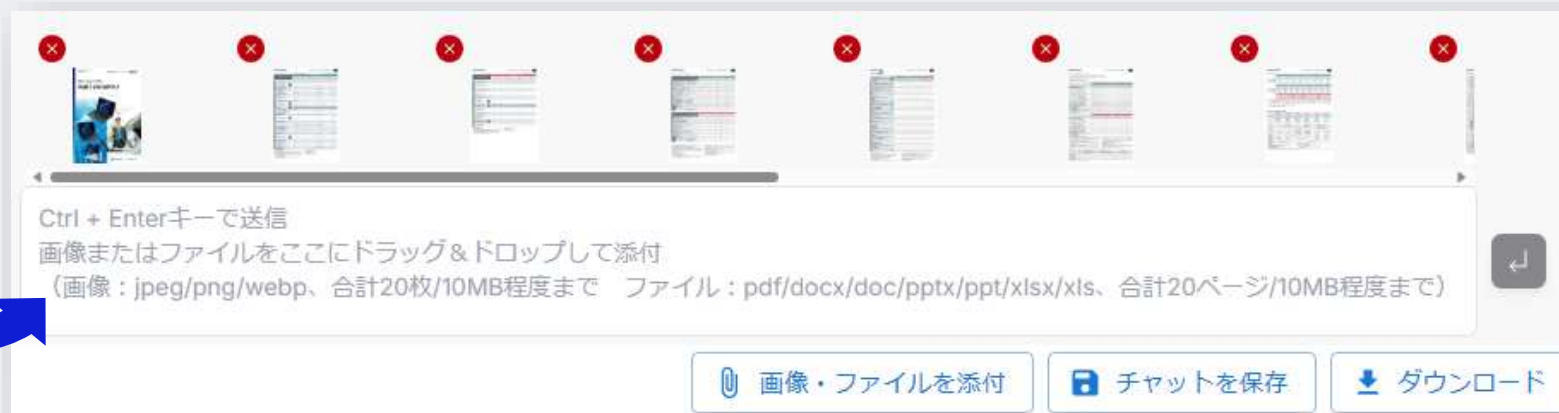 Ctrl + Enterキーで送信
画像またはファイルをここにドラッグ＆ドロップして添付
（画像：jpeg/png/webp、合計20枚/10MB程度まで　ファイル：pdf/docx/doc/pptx/ppt/xlsx/xls、合計20ページ/10MB程度まで）
画像・ファイルを添付
チャットを保存
ダウンロード